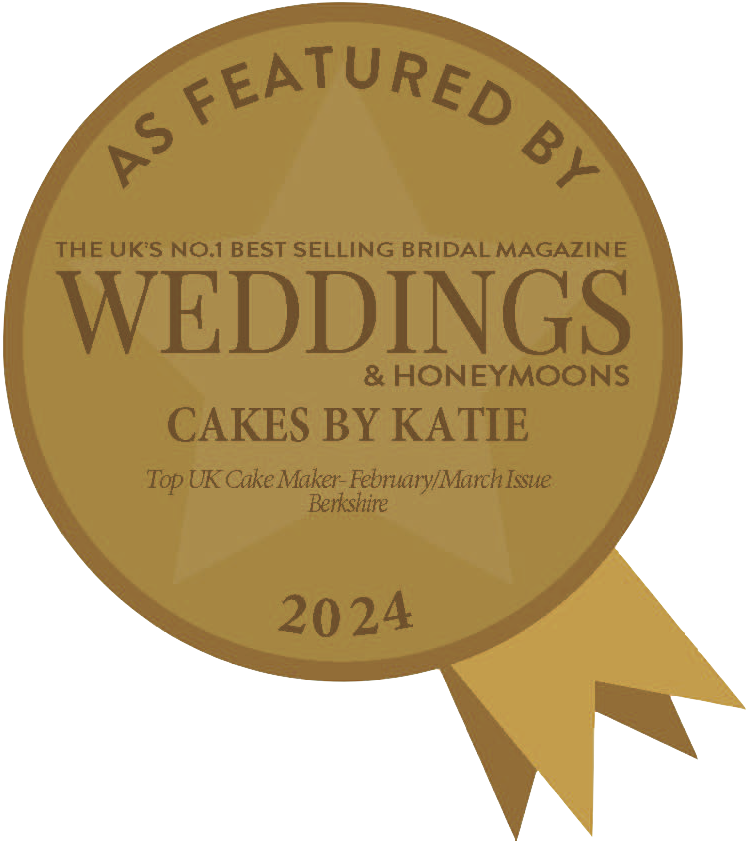 AS FEATURED BY
THE UK'S NO.1 BEST SELLING BRIDAL MAGAZINE
WEDDINGS
& HONEYMOONS
CAKES BY KATIE
Top UK Cake Maker- February/March Issue
Berkshire
2024